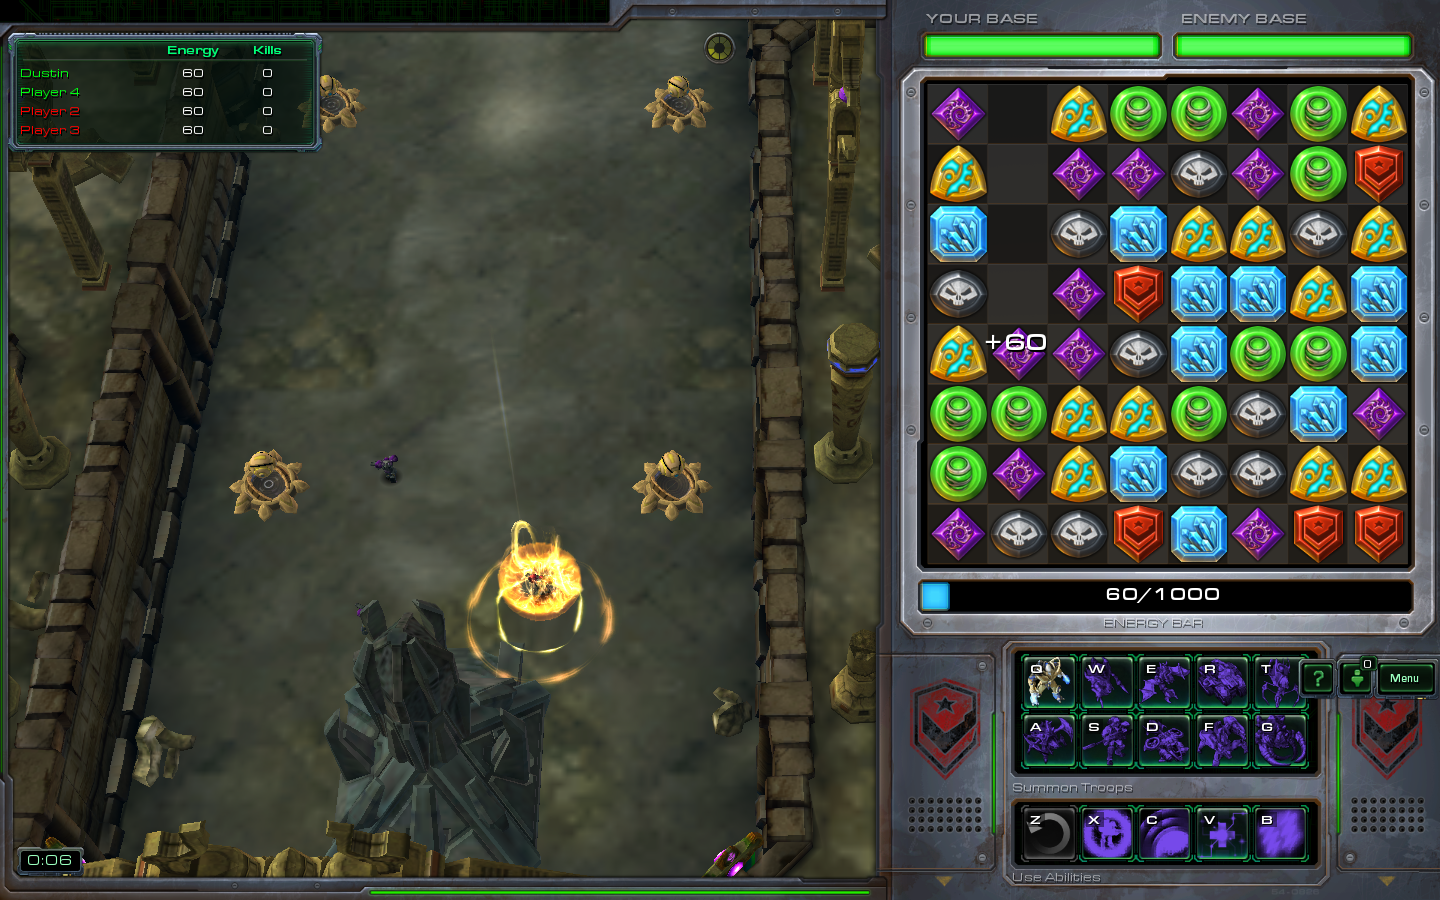 YOUR BASE
ENEMY BASE
Energy Kills
Dustin 60 0
Player 4 60 0
Player 2 60 0
Player 3 60 0
+60
60/1000
ENERGY BAR
Q W E R T
? 0 Menu
A S D F G
Summon Troops
Z X C V B
Use Abilities
0:06